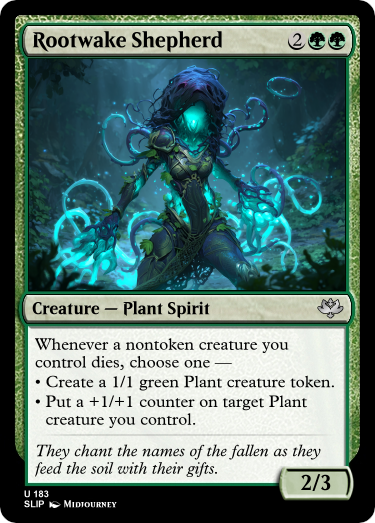 Rootwake Shepherd 2
Creature — Plant Spirit
Whenever a nontoken creature you
control dies, choose one —
• Create a 1/1 green Plant creature token.
• Put a +1/+1 counter on target Plant
creature you control.
They chant the names of the fallen as they
feed the soil with their gifts.
2/3
U 183
SLIP Midjourney